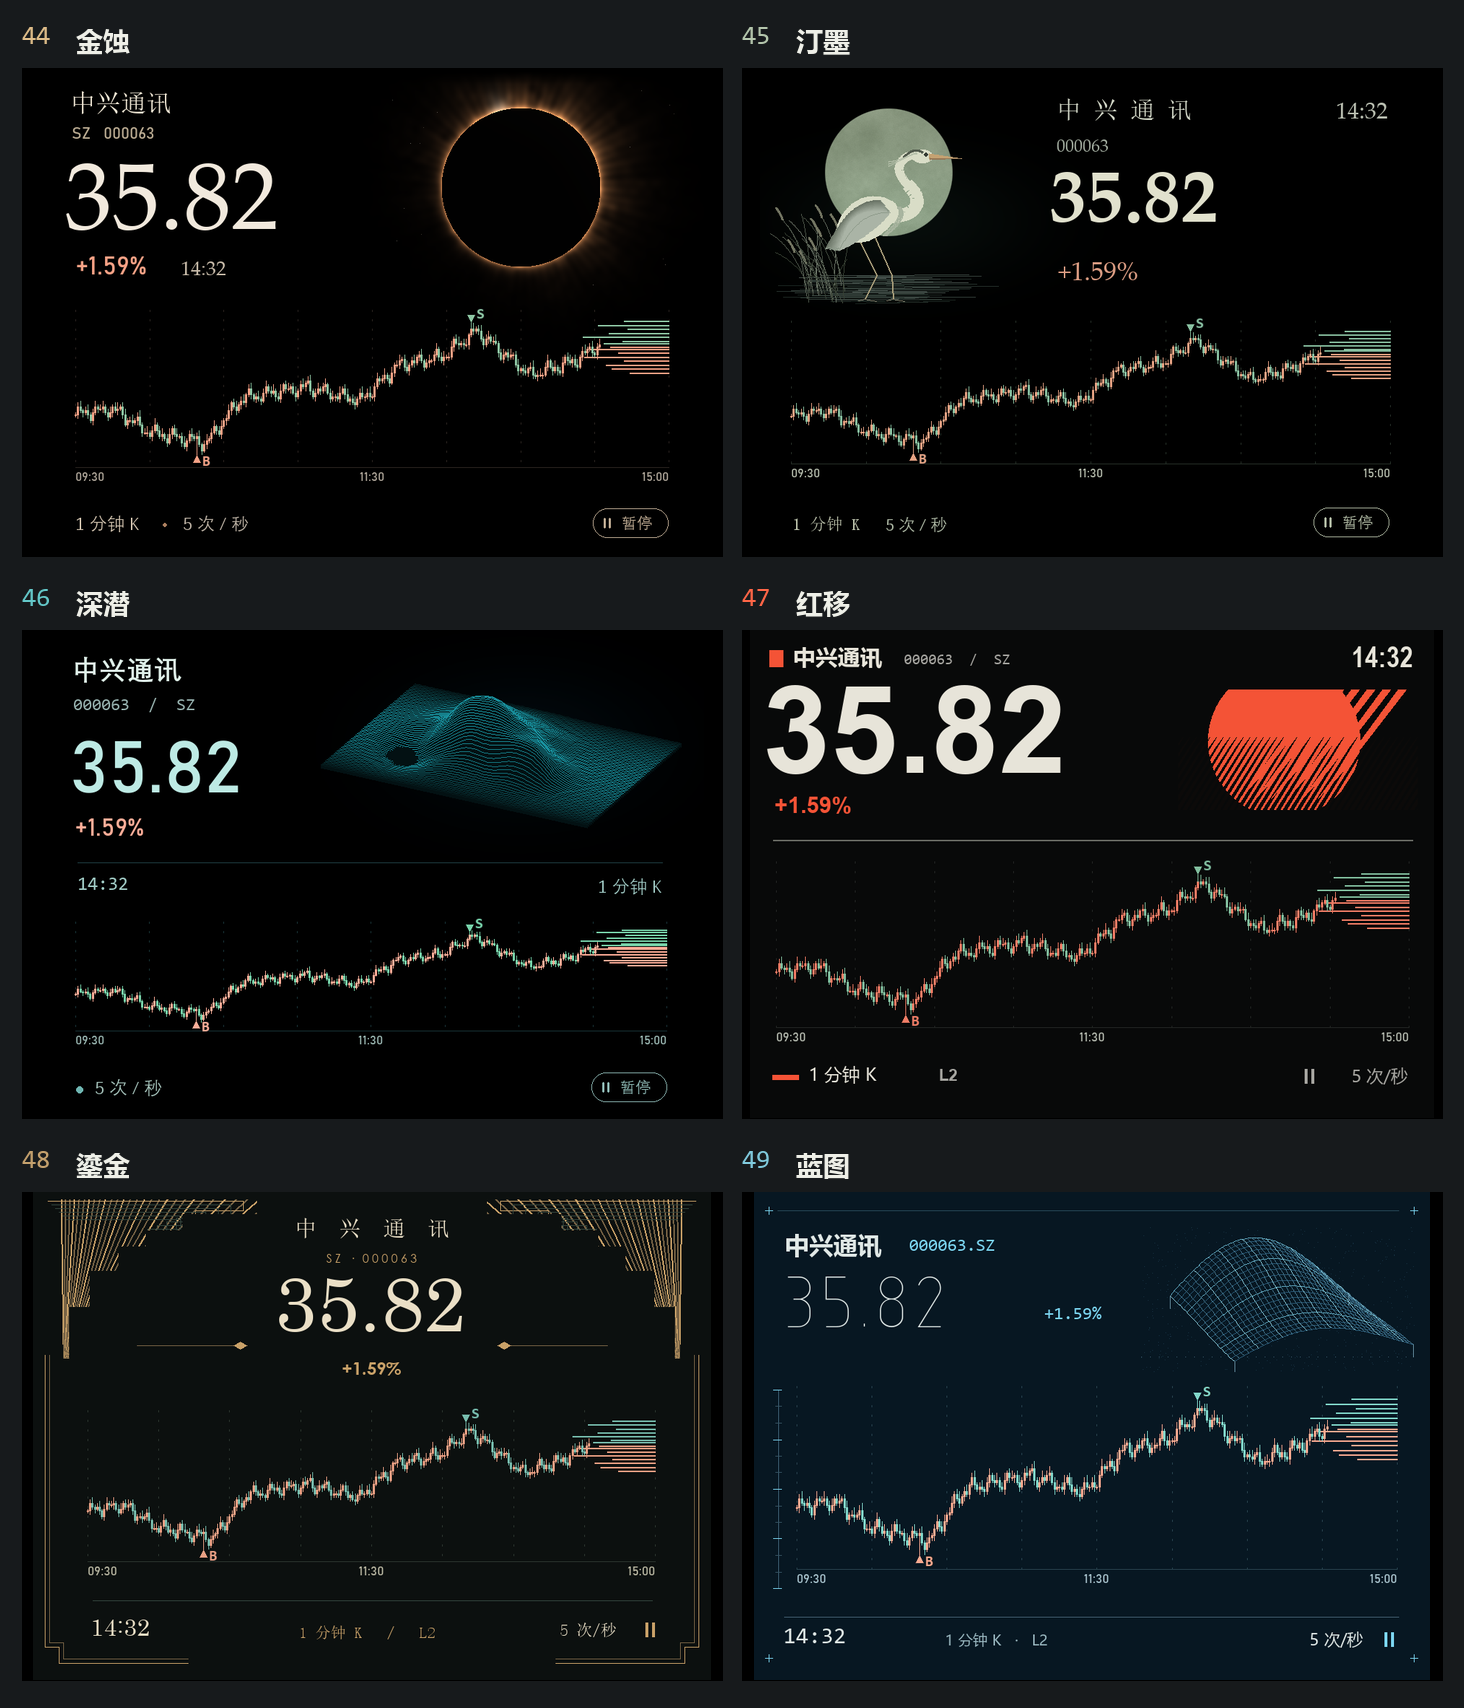 44 金蚀
中兴通讯
SZ 000063
35.82
+1.59% 14:32
S
B
09:30 11:30 15:00
1 分钟 K • 5 次 / 秒 暂停
45 汀墨
中兴通讯 14:32
000063
35.82
+1.59%
S
B
09:30 11:30 15:00
1 分钟 K 5 次 / 秒 暂停
46 深潜
中兴通讯
000063 / SZ
35.82
+1.59%
14:32 1 分钟 K
S
B
09:30 11:30 15:00
• 5 次 / 秒 暂停
47 红移
中兴通讯 000063 / SZ 14:32
35.82
+1.59%
S
B
09:30 11:30 15:00
1 分钟 K L2 5 次/秒
48 鎏金
中兴通讯
SZ · 000063
35.82
+1.59%
S
B
09:30 11:30 15:00
14:32 1 分钟 K / L2 5 次/秒
49 蓝图
中兴通讯 000063.SZ
35.82
+1.59%
S
B
09:30 11:30 15:00
14:32 1 分钟 K · L2 5 次/秒